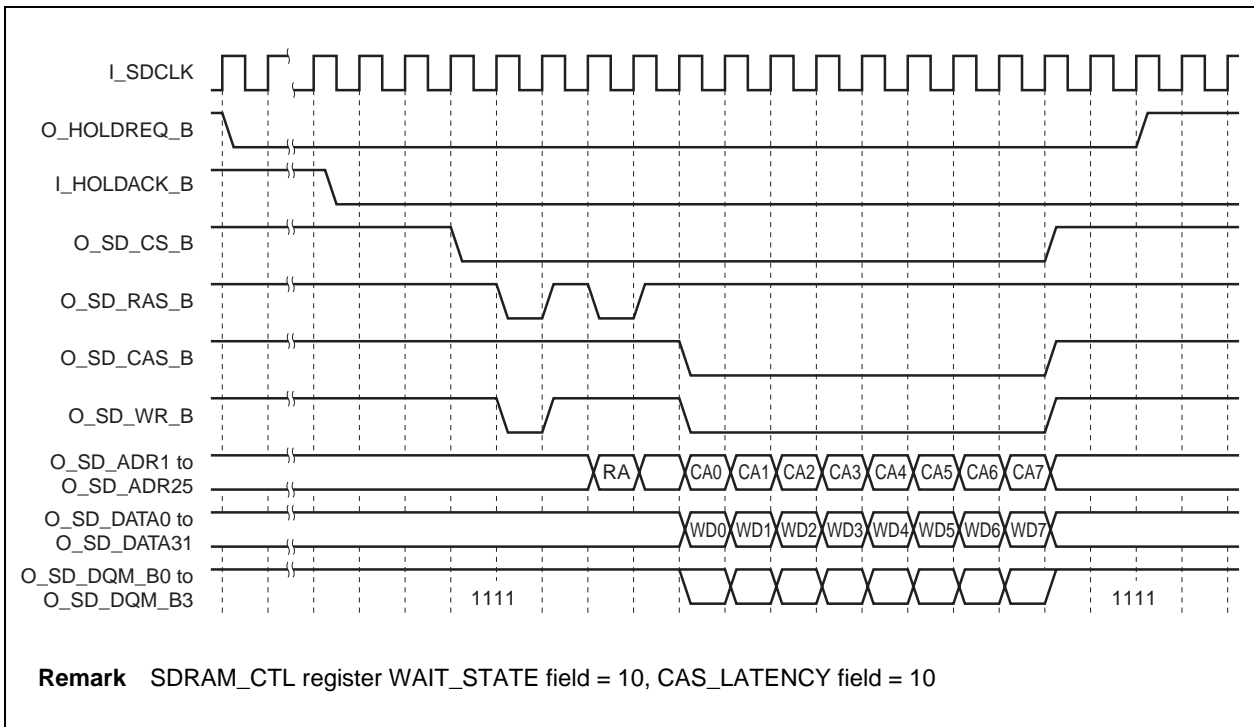 I_SDCLK
O_HOLDREQ_B
I_HOLDACK_B
O_SD_CS_B
O_SD_RAS_B
O_SD_CAS_B
O_SD_WR_B
O_SD_ADR1 to
O_SD_ADR25
RA CA0 CA1 CA2 CA3 CA4 CA5 CA6 CA7
O_SD_DATA0 to
O_SD_DATA31
WD0 WD1 WD2 WD3 WD4 WD5 WD6 WD7
O_SD_DQM_B0 to
O_SD_DQM_B3
1111 1111
Remark SDRAM_CTL register WAIT_STATE field = 10, CAS_LATENCY field = 10